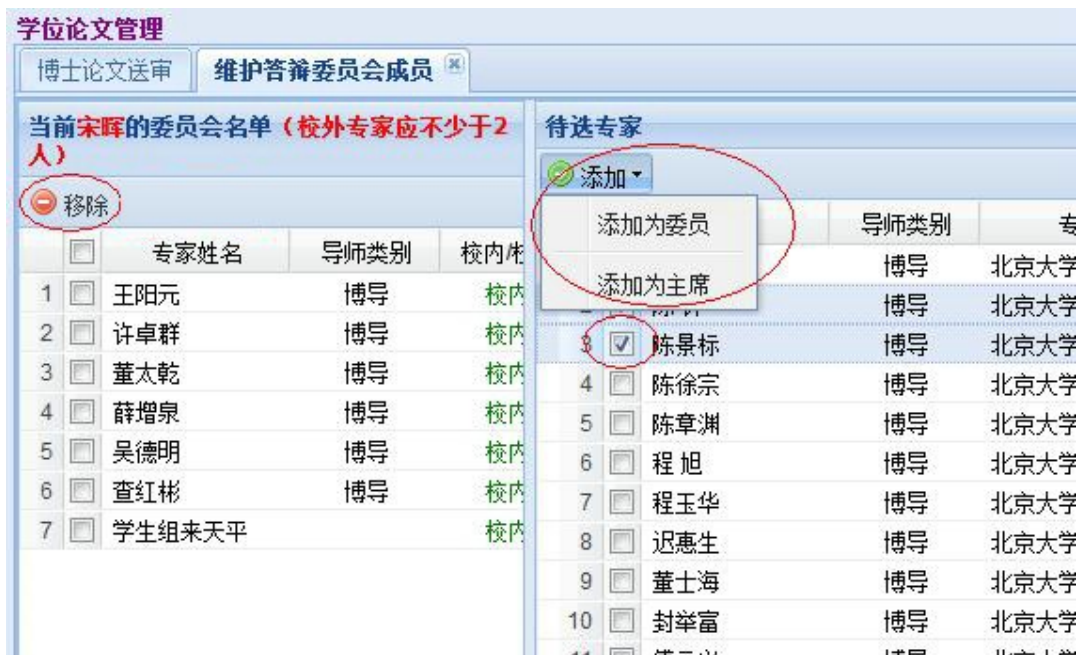 学位论文管理
博士论文送审 维护答辩委员会成员
当前宋晖的委员会名单（校外专家应不少于2
人）
移除
专家姓名 导师类别 校内/
1 王阳元 博导 校内
2 许卓群 博导 校内
3 董太乾 博导 校内
4 薛增泉 博导 校内
5 吴德明 博导 校内
6 查红彬 博导 校内
7 学生组来天平 校内
待选专家
添加
添加为委员
添加为主席
导师类别
博导 北京大学
博导 北京大学
3 陈景标 博导 北京大学
4 陈徐宗 博导 北京大学
5 陈章渊 博导 北京大学
6 程旭 博导 北京大学
7 程玉华 博导 北京大学
8 迟惠生 博导 北京大学
9 董士海 博导 北京大学
10 封举富 博导 北京大学